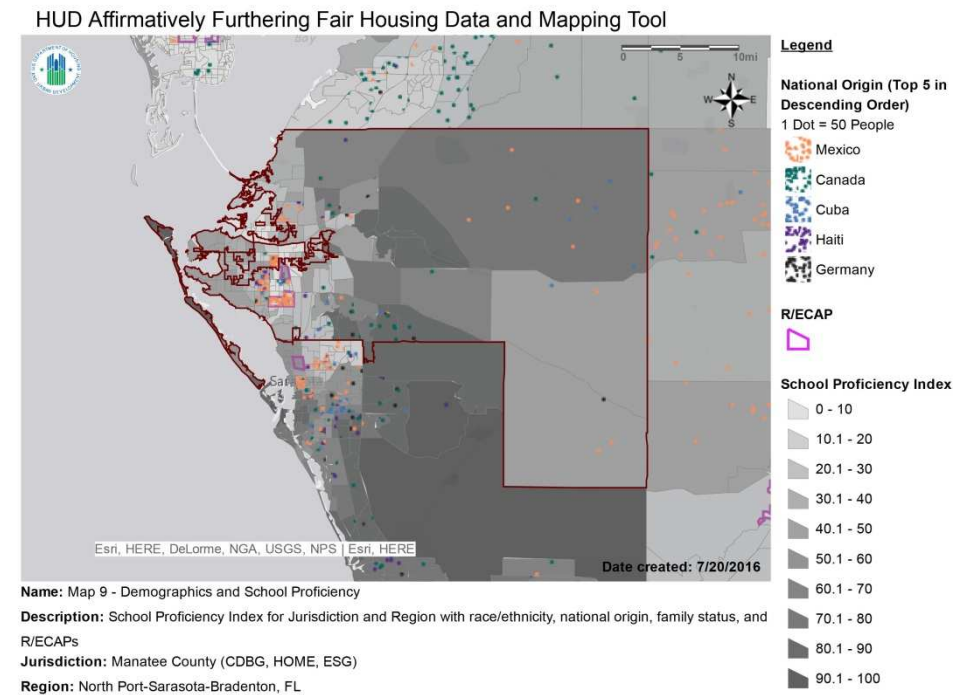 HUD Affirmatively Furthering Fair Housing Data and Mapping Tool
Bay
0 5 10mi
N
W E
S
Sarasota
Esri, HERE, DeLorme, NGA, USGS, NPS | Esri, HERE
Date created: 7/20/2016
Legend
National Origin (Top 5 in
Descending Order)
1 Dot = 50 People
Mexico
Canada
Cuba
Haiti
Germany
R/ECAP
School Proficiency Index
0 - 10
10.1 - 20
20.1 - 30
30.1 - 40
40.1 - 50
50.1 - 60
60.1 - 70
70.1 - 80
80.1 - 90
90.1 - 100
Name: Map 9 - Demographics and School Proficiency
Description: School Proficiency Index for Jurisdiction and Region with race/ethnicity, national origin, family status, and
R/ECAPs
Jurisdiction: Manatee County (CDBG, HOME, ESG)
Region: North Port-Sarasota-Bradenton, FL